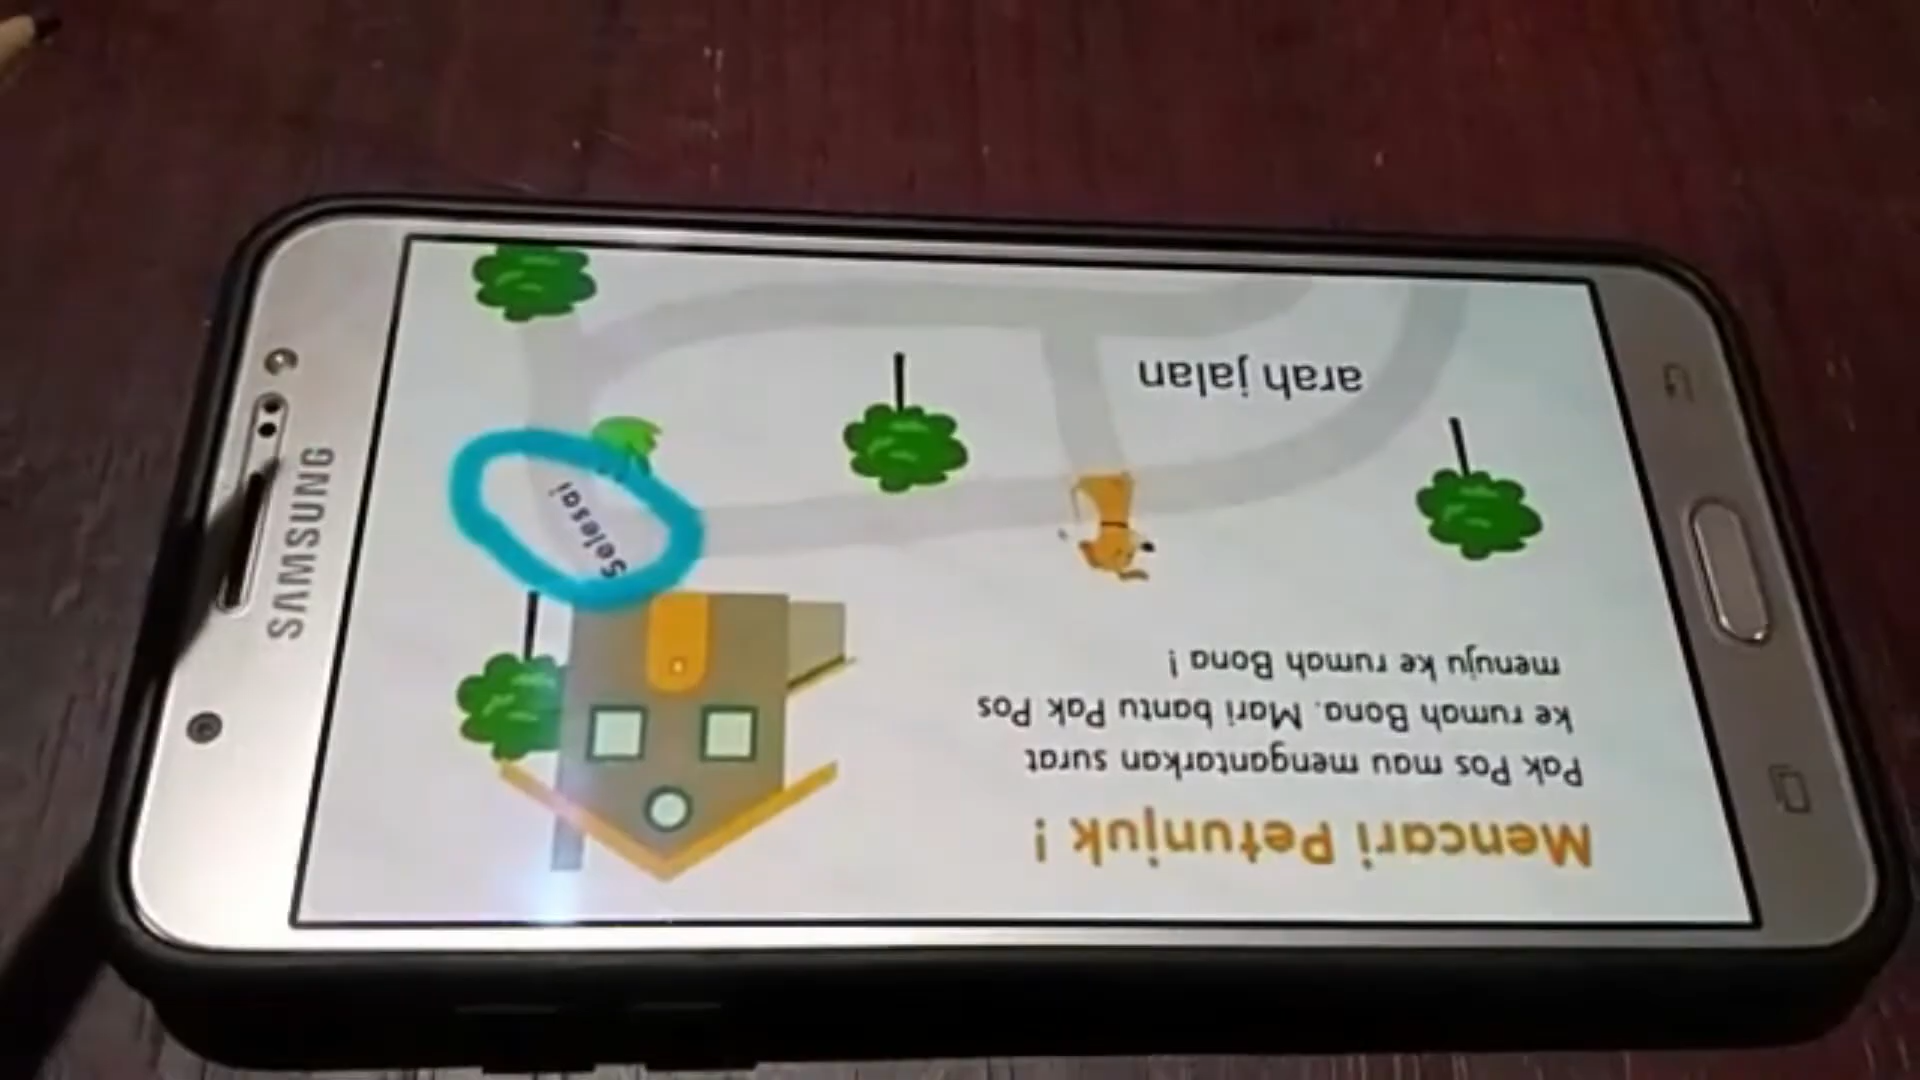 Mencari Petunjuk !
Pak Pos mau mengantarkan surat
ke rumah Bona. Mari bantu Pak Pos
menuju ke rumah Bona !
Selesai
arah jalan
SAMSUNG